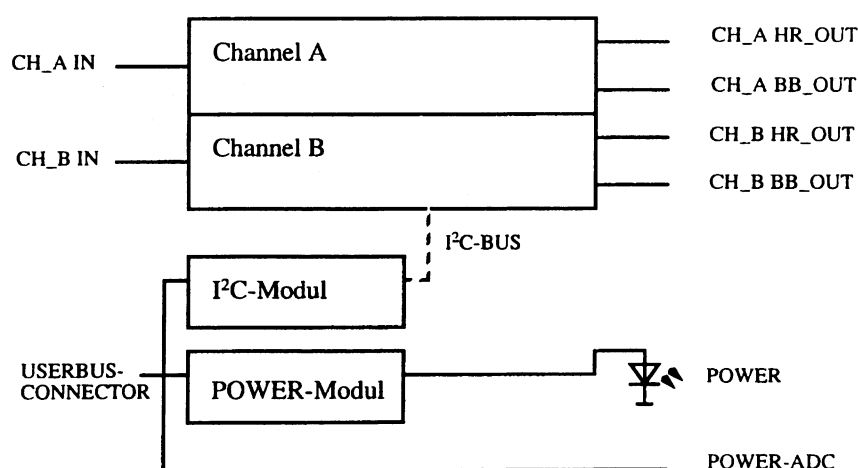 Channel A
CH_A IN
CH_A HR_OUT
CH_A BB_OUT
Channel B
CH_B IN
CH_B HR_OUT
CH_B BB_OUT
I²C-BUS
I²C-Modul
USERBUS-
CONNECTOR
POWER-Modul
POWER
POWER-ADC